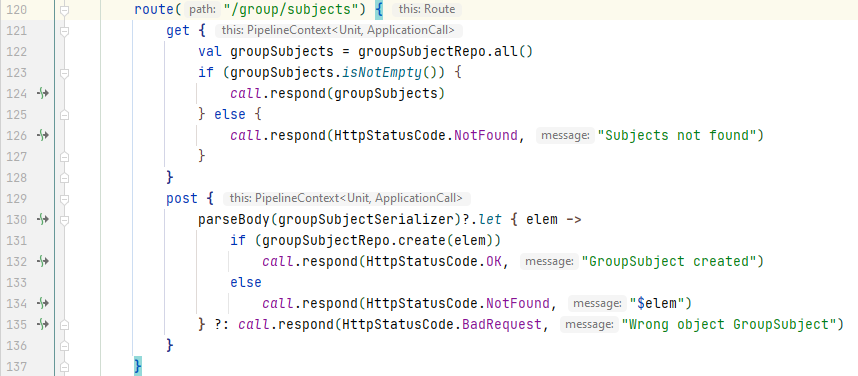 120 route( path: "/group/subjects") { this: Route
121 get { this: PipelineContext<Unit, ApplicationCall>
122 val groupSubjects = groupSubjectRepo.all()
123 if (groupSubjects.isNotEmpty()) {
124 call.respond(groupSubjects)
125 } else {
126 call.respond(HttpStatusCode.NotFound, message: "Subjects not found")
127 }
128 }
129 post { this: PipelineContext<Unit, ApplicationCall>
130 parseBody(groupSubjectSerializer)?.let { elem ->
131 if (groupSubjectRepo.create(elem))
132 call.respond(HttpStatusCode.OK, message: "GroupSubject created")
133 else
134 call.respond(HttpStatusCode.NotFound, message: "$elem")
135 } ?: call.respond(HttpStatusCode.BadRequest, message: "Wrong object GroupSubject")
136 }
137 }